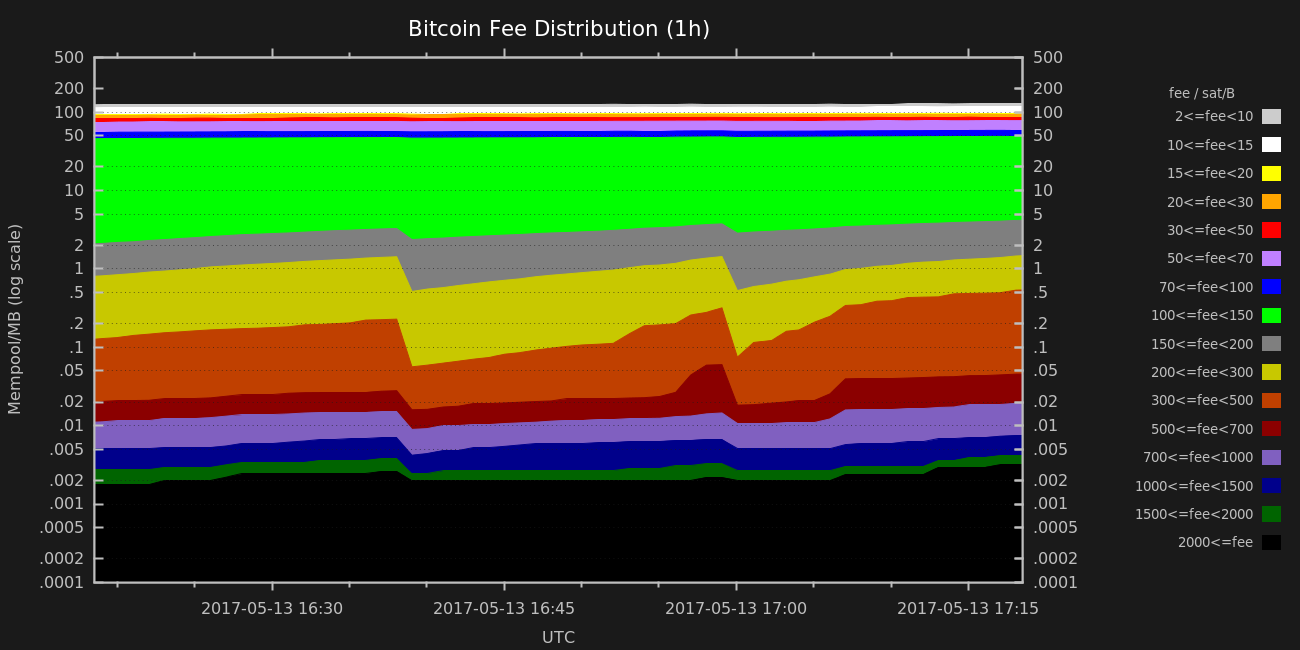 Bitcoin Fee Distribution (1h)
500
200
100
50
20
10
5
2
1
.5
.2
.1
.05
.02
.01
.005
.002
.001
.0005
.0002
.0001
Mempool/MB (log scale)
500
200
100
50
20
10
5
2
1
.5
.2
.1
.05
.02
.01
.005
.002
.001
.0005
.0002
.0001
2017-05-13 16:30
2017-05-13 16:45
2017-05-13 17:00
2017-05-13 17:15
UTC
fee / sat/B
2<=fee<10
10<=fee<15
15<=fee<20
20<=fee<30
30<=fee<50
50<=fee<70
70<=fee<100
100<=fee<150
150<=fee<200
200<=fee<300
300<=fee<500
500<=fee<700
700<=fee<1000
1000<=fee<1500
1500<=fee<2000
2000<=fee